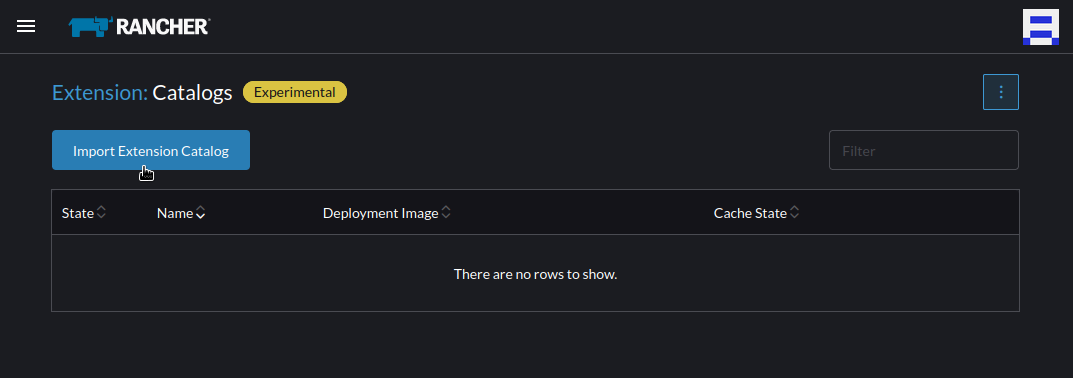 RANCHER
Extension: Catalogs Experimental
Import Extension Catalog Filter
State Name Deployment Image Cache State
There are no rows to show.